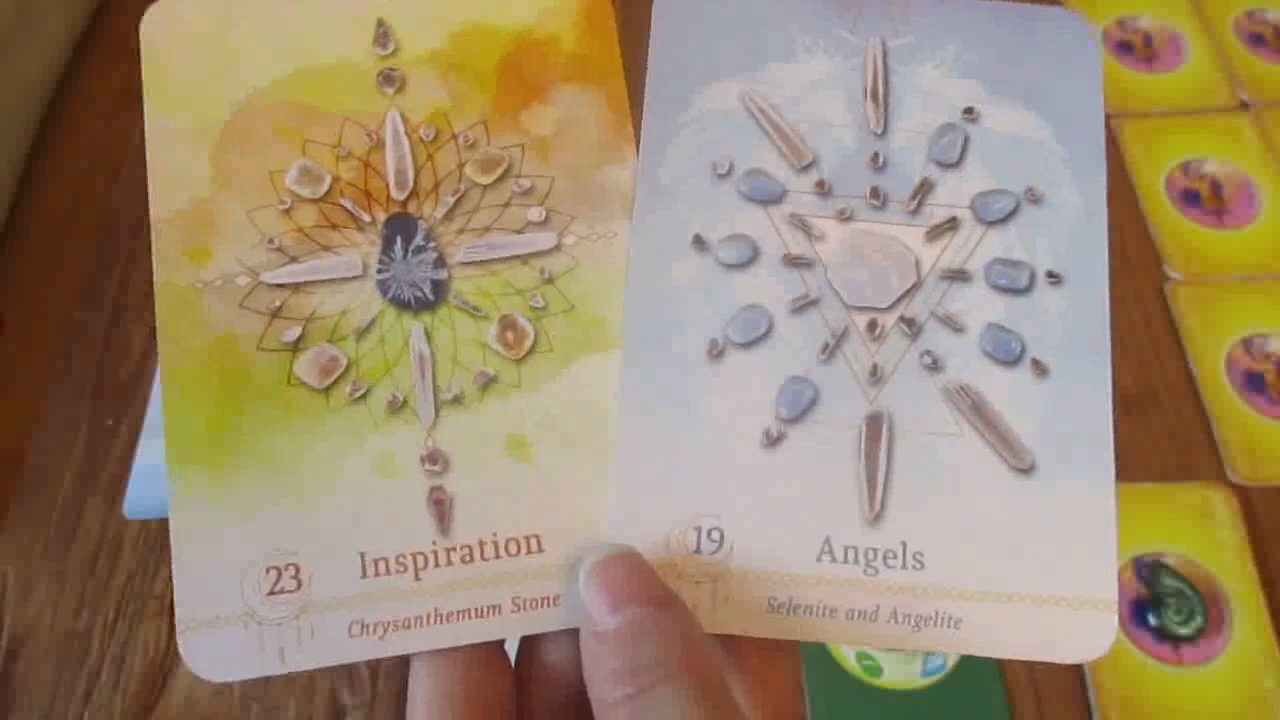 23
Inspiration
Chrysanthemum Stone
19
Angels
Selenite and Angelite